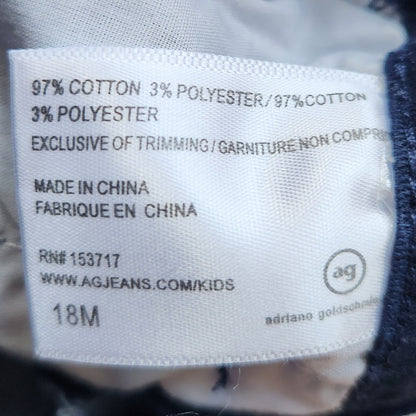 97% COTTON 3% POLYESTER/97%COTTON
3% POLYESTER
EXCLUSIVE OF TRIMMING/GARNITURE NON
MADE IN CHINA
FABRIQUE EN CHINA
RN# 153717
WWW.AGJEANS.COM/KIDS
18M
ag
adriano